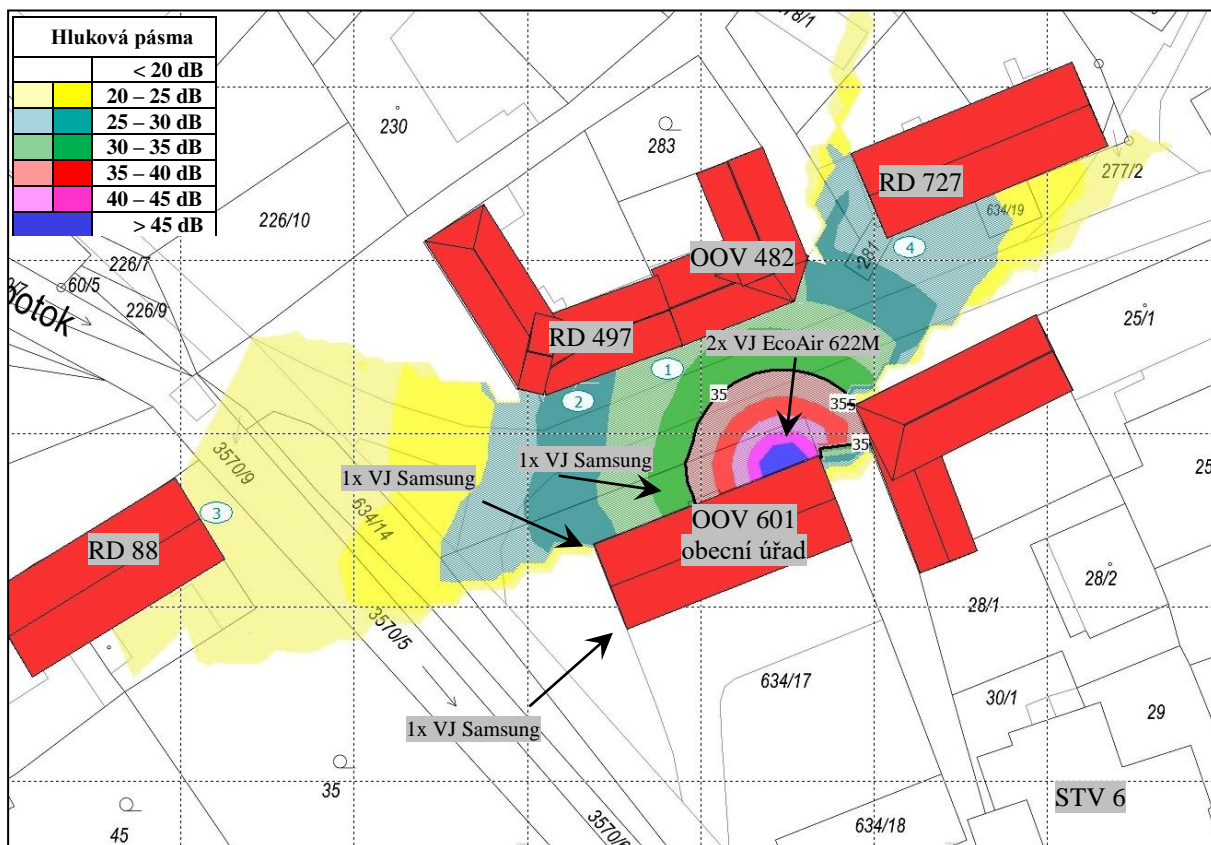 Hluková pásma
< 20 dB
20 – 25 dB
25 – 30 dB
30 – 35 dB
35 – 40 dB
40 – 45 dB
> 45 dB
78/1
230
283
RD 727
277/2
634/19
226/10
281
4
226/7
60/5
226/9
OOV 482
25/1
RD 497
2x VJ EcoAir 622M
1
35
35
2
35
3570/9
1x VJ Samsung
1x VJ Samsung
634/14
3
OOV 601
obecní úřad
RD 88
28/2
28/1
3570/5
634/17
30/1
29
1x VJ Samsung
35
STV 6
45
634/18